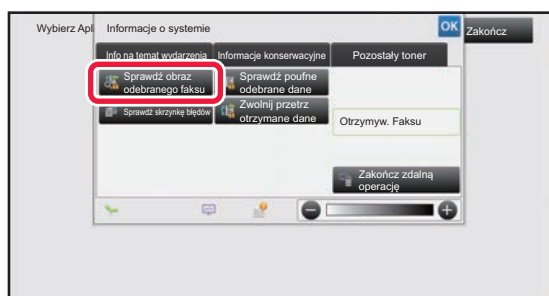 Wybierz Apl
Informacje o systemie
OK
Zakończ
Info na temat wydarzenia
Informacje konserwacyjne
Pozostały toner
Sprawdź obraz
odebranego faksu
Sprawdź poufne
odebrane dane
Sprawdź skrzynkę błędów
Zwolnij przetrz
otrzymane dane
Otrzymyw. Faksu
Zakończ zdalną
operację